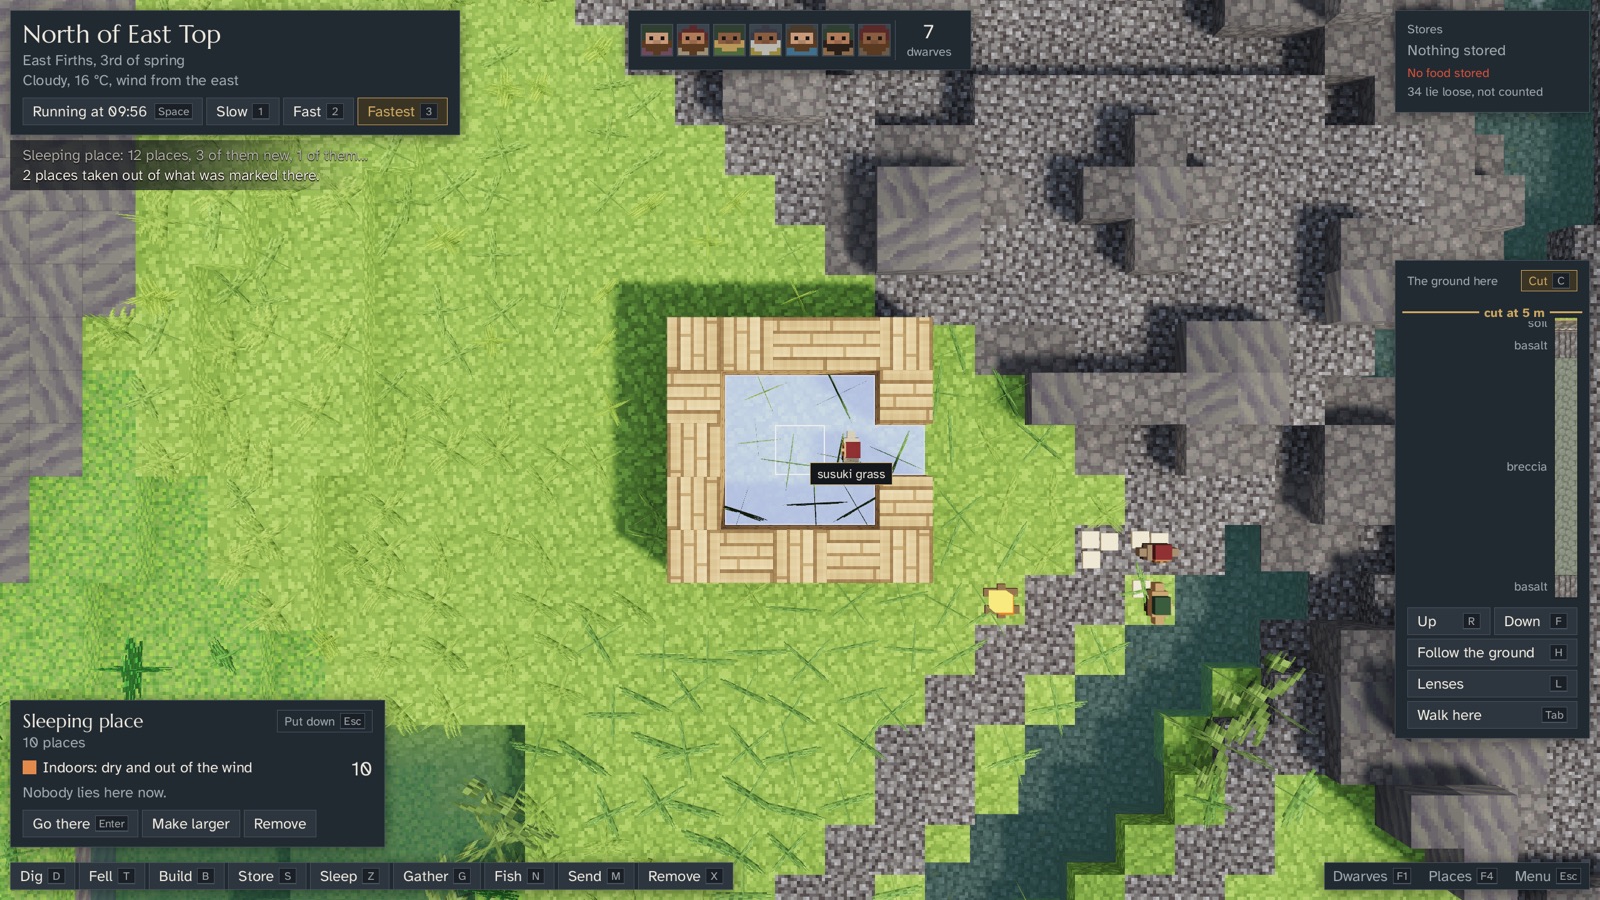 North of East Top
East Firths, 3rd of spring
Cloudy, 16 °C, wind from the east
Running at 09:56 Space
Slow 1
Fast 2
Fastest 3
Sleeping place: 12 places, 3 of them new, 1 of them...
2 places taken out of what was marked there.
7
dwarves
Stores
Nothing stored
No food stored
34 lie loose, not counted
The ground here
Cut C
cut at 5 m
soil
basalt
breccia
basalt
Up R
Down F
Follow the ground H
Lenses L
Walk here Tab
susuki grass
Sleeping place
Put down Esc
10 places
Indoors: dry and out of the wind 10
Nobody lies here now.
Go there Enter
Make larger
Remove
Dig D
Fell T
Build B
Store S
Sleep Z
Gather G
Fish N
Send M
Remove X
Dwarves F1
Places F4
Menu Esc